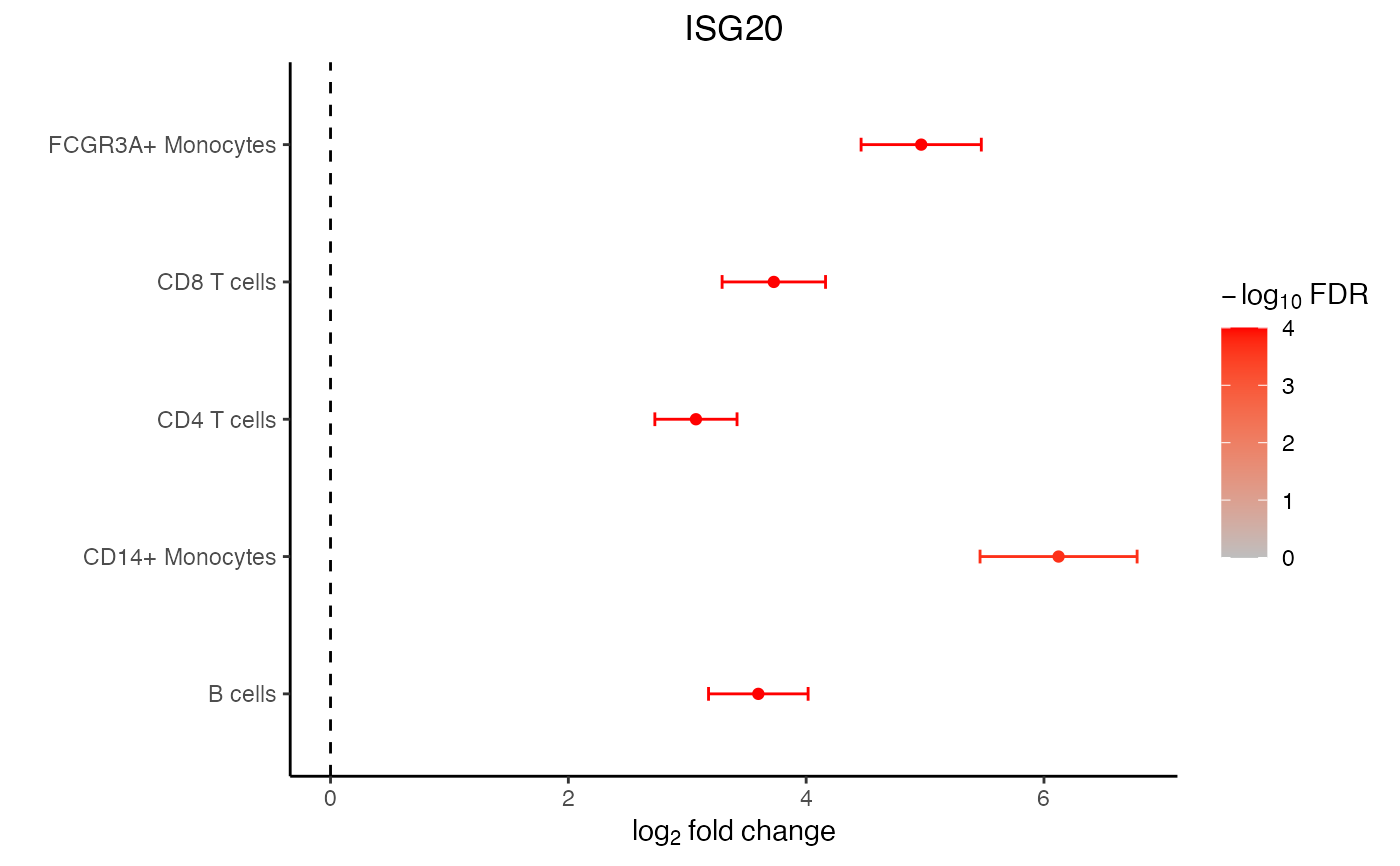 ISG20
FCGR3A+ Monocytes
CD8 T cells
CD4 T cells
CD14+ Monocytes
B cells
0 2 4 6
log₂ fold change
−log₁₀ FDR
4
3
2
1
0